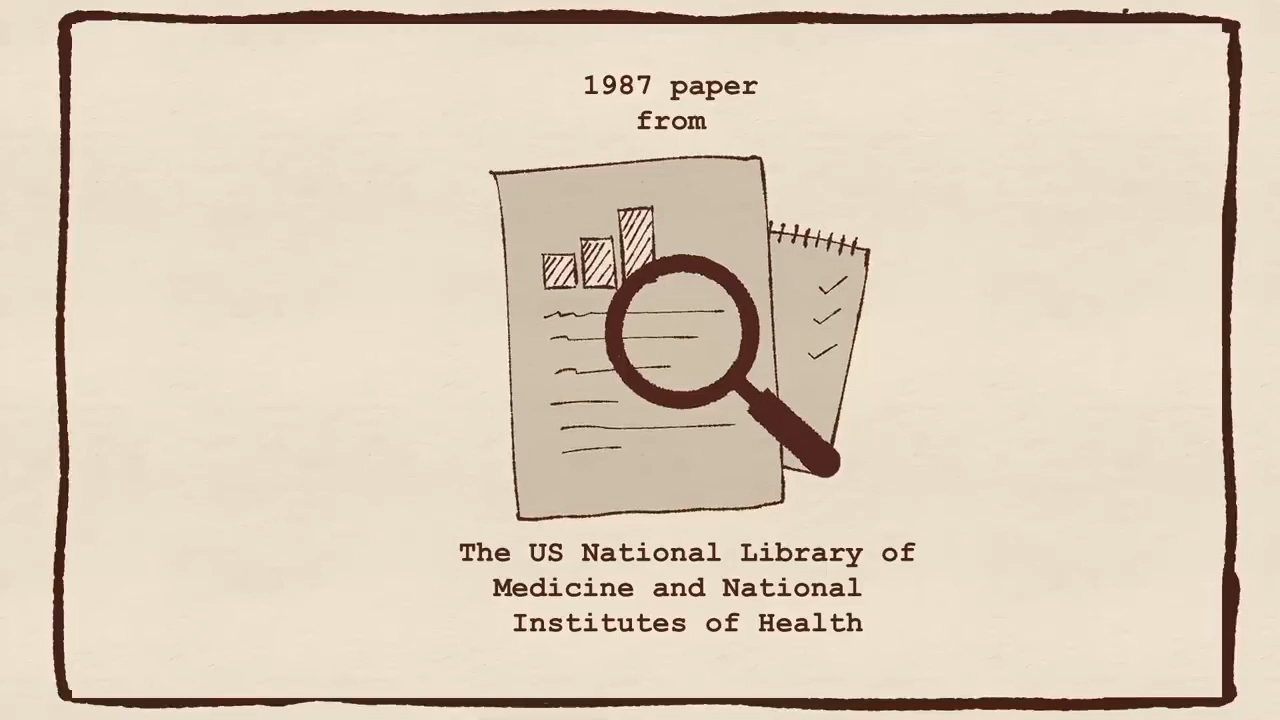 1987 paper
from
The US National Library of
Medicine and National
Institutes of Health